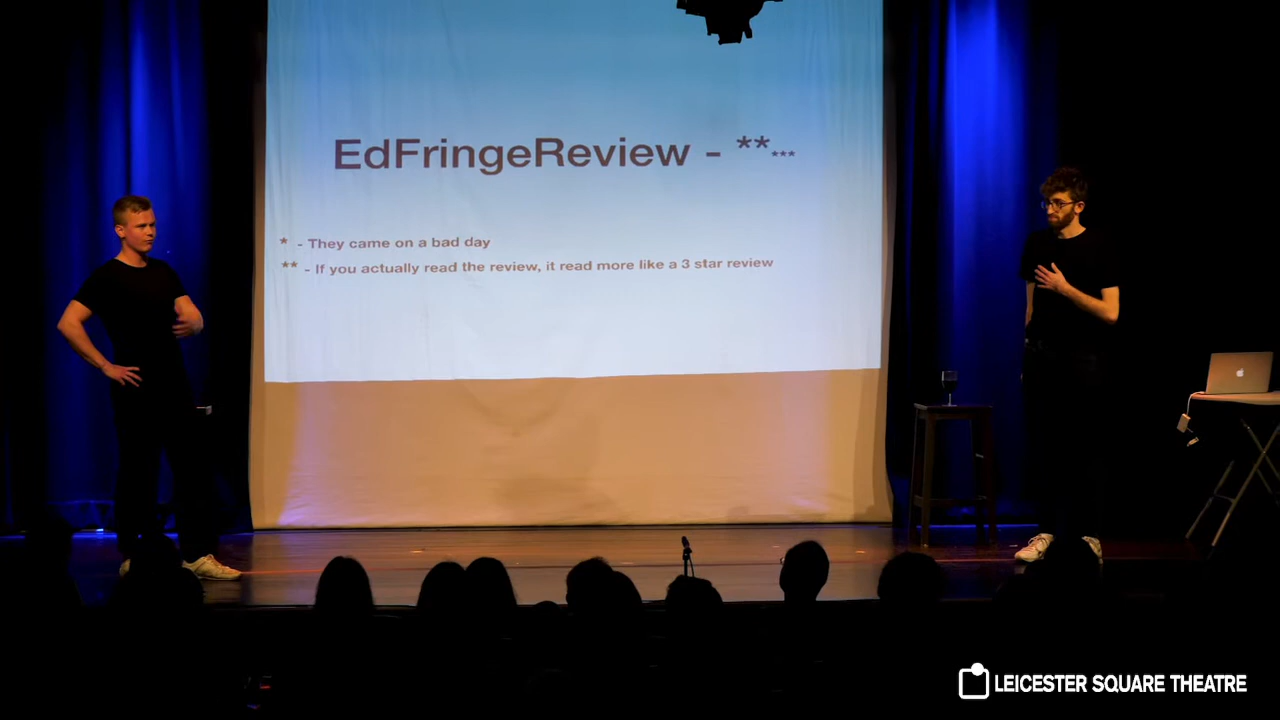 EdFringeReview - **...***
* - They came on a bad day
** - If you actually read the review, it read more like a 3 star review
LEICESTER SQUARE THEATRE